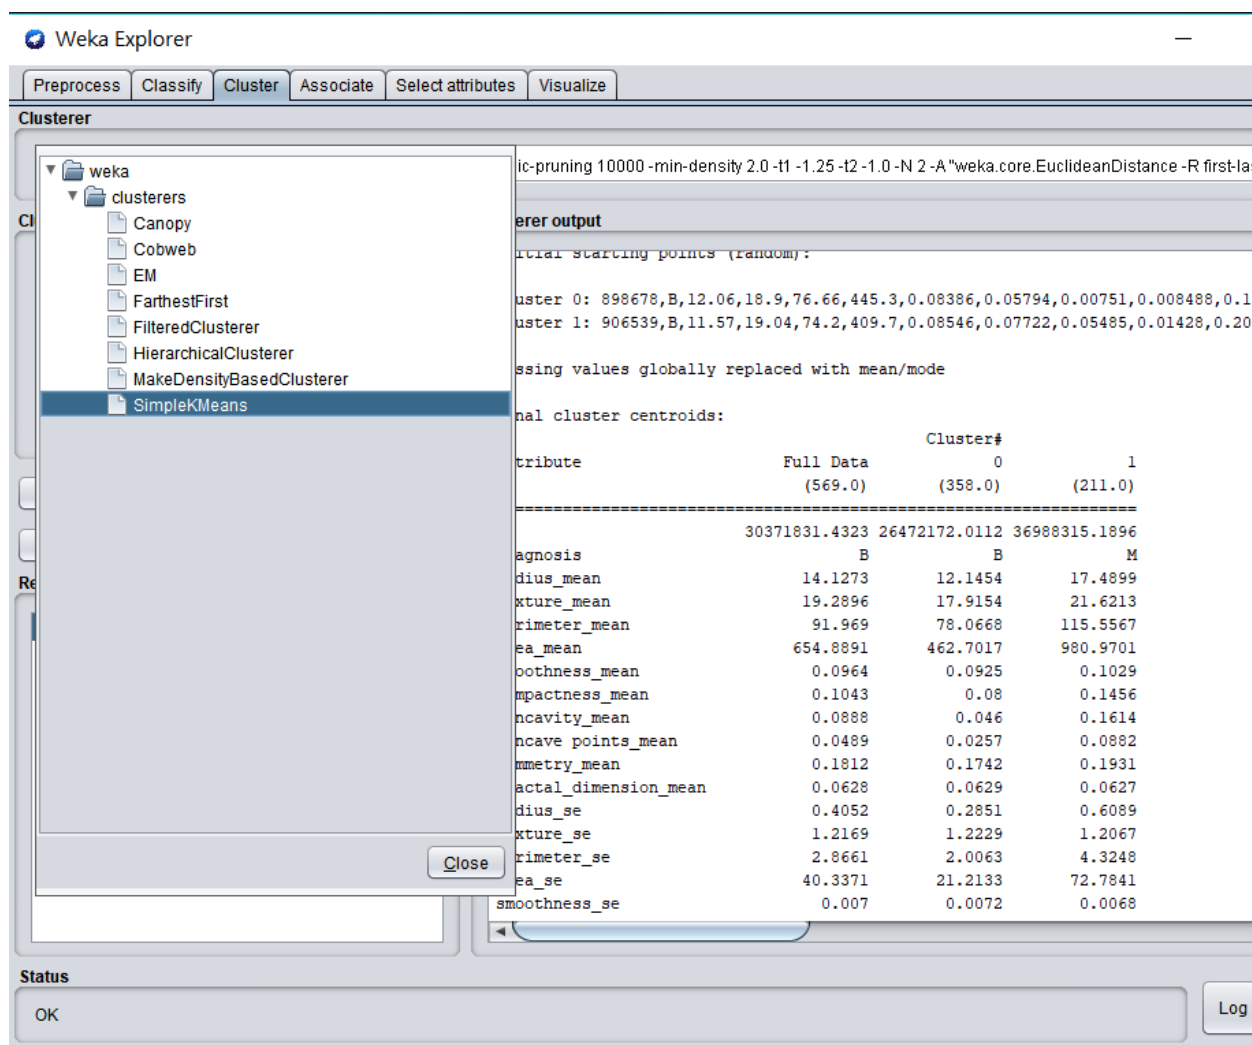 Weka Explorer
Preprocess Classify Cluster Associate Select attributes Visualize
Clusterer
ic-pruning 10000 -min-density 2.0 -t1 -1.25 -t2 -1.0 -N 2 -A "weka.core.EuclideanDistance -R first-las
weka
clusterers
Canopy
Cobweb
EM
FarthestFirst
FilteredClusterer
HierarchicalClusterer
MakeDensityBasedClusterer
SimpleKMeans
Close
Cl
Re
erer output
itial starting points (random):
uster 0: 898678,B,12.06,18.9,76.66,445.3,0.08386,0.05794,0.00751,0.008488,0.1
uster 1: 906539,B,11.57,19.04,74.2,409.7,0.08546,0.07722,0.05485,0.01428,0.20
ssing values globally replaced with mean/mode
nal cluster centroids:
Cluster#
tribute Full Data 0 1
(569.0) (358.0) (211.0)
==========================================================
30371831.4323 26472172.0112 36988315.1896
agnosis B B M
dius_mean 14.1273 12.1454 17.4899
xture_mean 19.2896 17.9154 21.6213
rimeter_mean 91.969 78.0668 115.5567
ea_mean 654.8891 462.7017 980.9701
oothness_mean 0.0964 0.0925 0.1029
mpactness_mean 0.1043 0.08 0.1456
ncavity_mean 0.0888 0.046 0.1614
ncave points_mean 0.0489 0.0257 0.0882
mmetry_mean 0.1812 0.1742 0.1931
actal_dimension_mean 0.0628 0.0629 0.0627
dius_se 0.4052 0.2851 0.6089
xture_se 1.2169 1.2229 1.2067
rimeter_se 2.8661 2.0063 4.3248
ea_se 40.3371 21.2133 72.7841
smoothness_se 0.007 0.0072 0.0068
Status
OK
Log